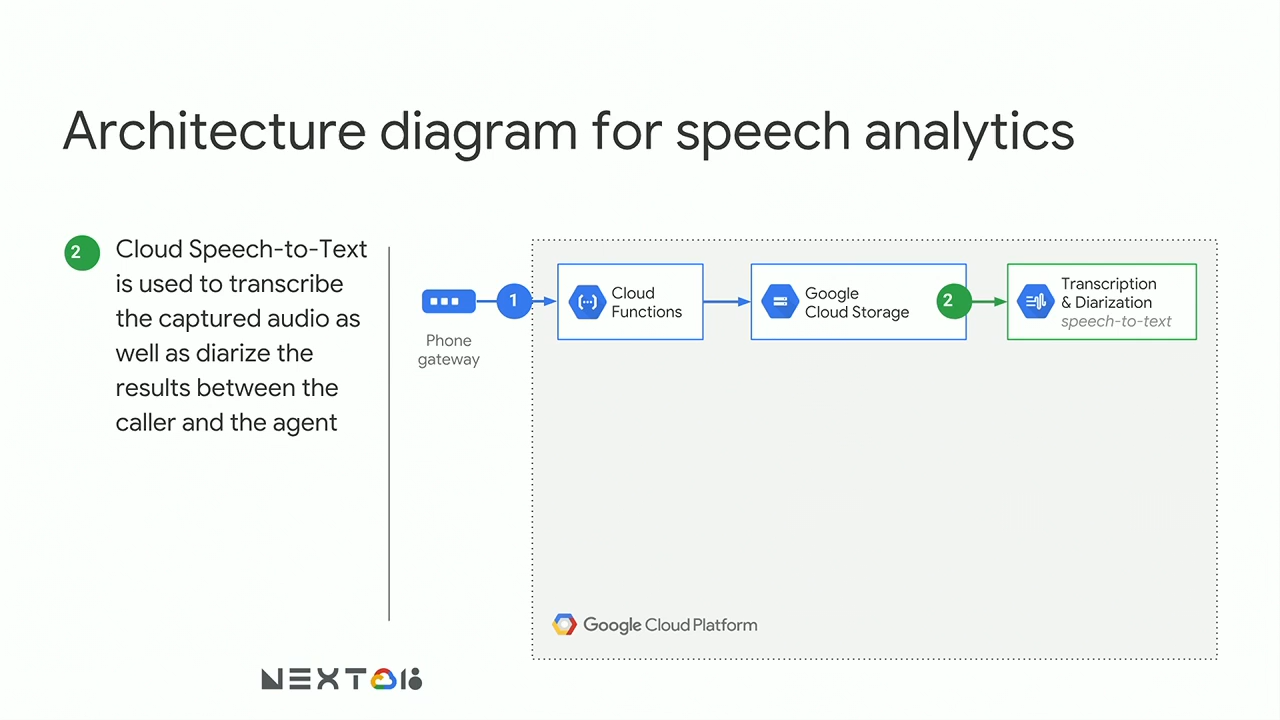 Architecture diagram for speech analytics
2
Cloud Speech-to-Text
is used to transcribe
the captured audio as
well as diarize the
results between the
caller and the agent
Phone
gateway
1
Cloud
Functions
Google
Cloud Storage
2
Transcription
& Diarization
speech-to-text
Google Cloud Platform
NEXT 18